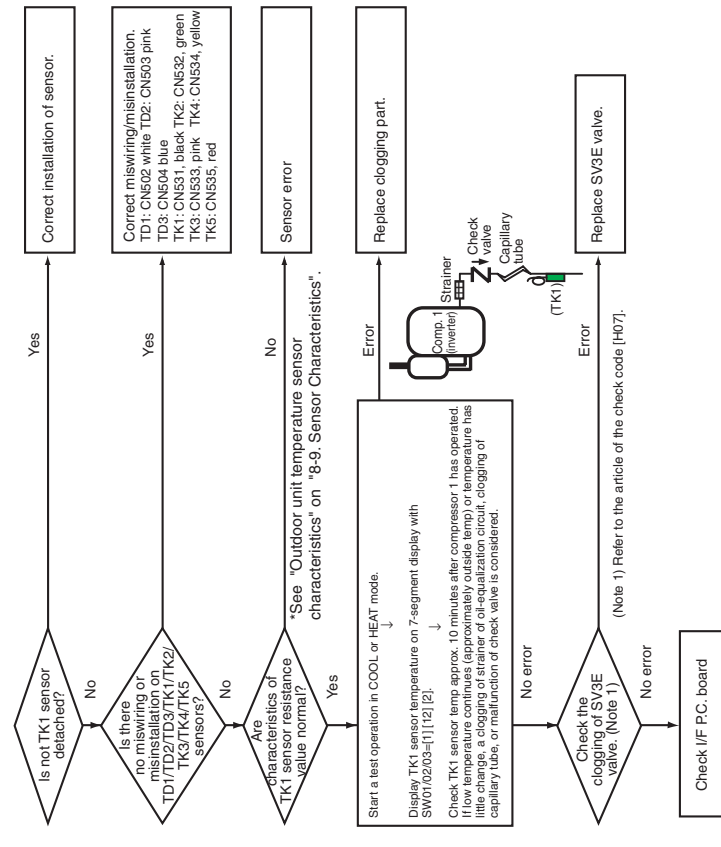 Is not TK1 sensor
detached?
Yes
Correct installation of sensor.
No
Is there
no miswiring or
misinstallation on
TD1/TD2/TD3/TK1/TK2/
TK3/TK4/TK5
sensors?
Yes
Correct miswiring/misinstallation.
TD1: CN502 white TD2: CN503 pink
TD3: CN504 blue
TK1: CN531, black TK2: CN532, green
TK3: CN533, pink TK4: CN534, yellow
TK5: CN535, red
No
Are
characteristics of
TK1 sensor resistance
value normal?
No
Sensor error
*See "Outdoor unit temperature sensor
characteristics" on "8-9. Sensor Characteristics".
Yes
Start a test operation in COOL or HEAT mode.
↓
Display TK1 sensor temperature on 7-segment display with
SW01/02/03=[1] [12] [2].
↓
Check TK1 sensor temp approx. 10 minutes after compressor 1 has operated.
If low temperature continues (approximately outside temp) or temperature has
little change, a clogging of strainer of oil-equalization circuit, clogging of
capillary tube, or malfunction of check valve is considered.
Error
Replace clogging part.
Comp. 1
(inverter)
Strainer
Check
valve
Capillary
tube
(TK1)
No error
Check the
clogging of SV3E
valve. (Note 1)
Error
Replace SV3E valve.
(Note 1) Refer to the article of the check code [H07].
No error
Check I/F P.C. board